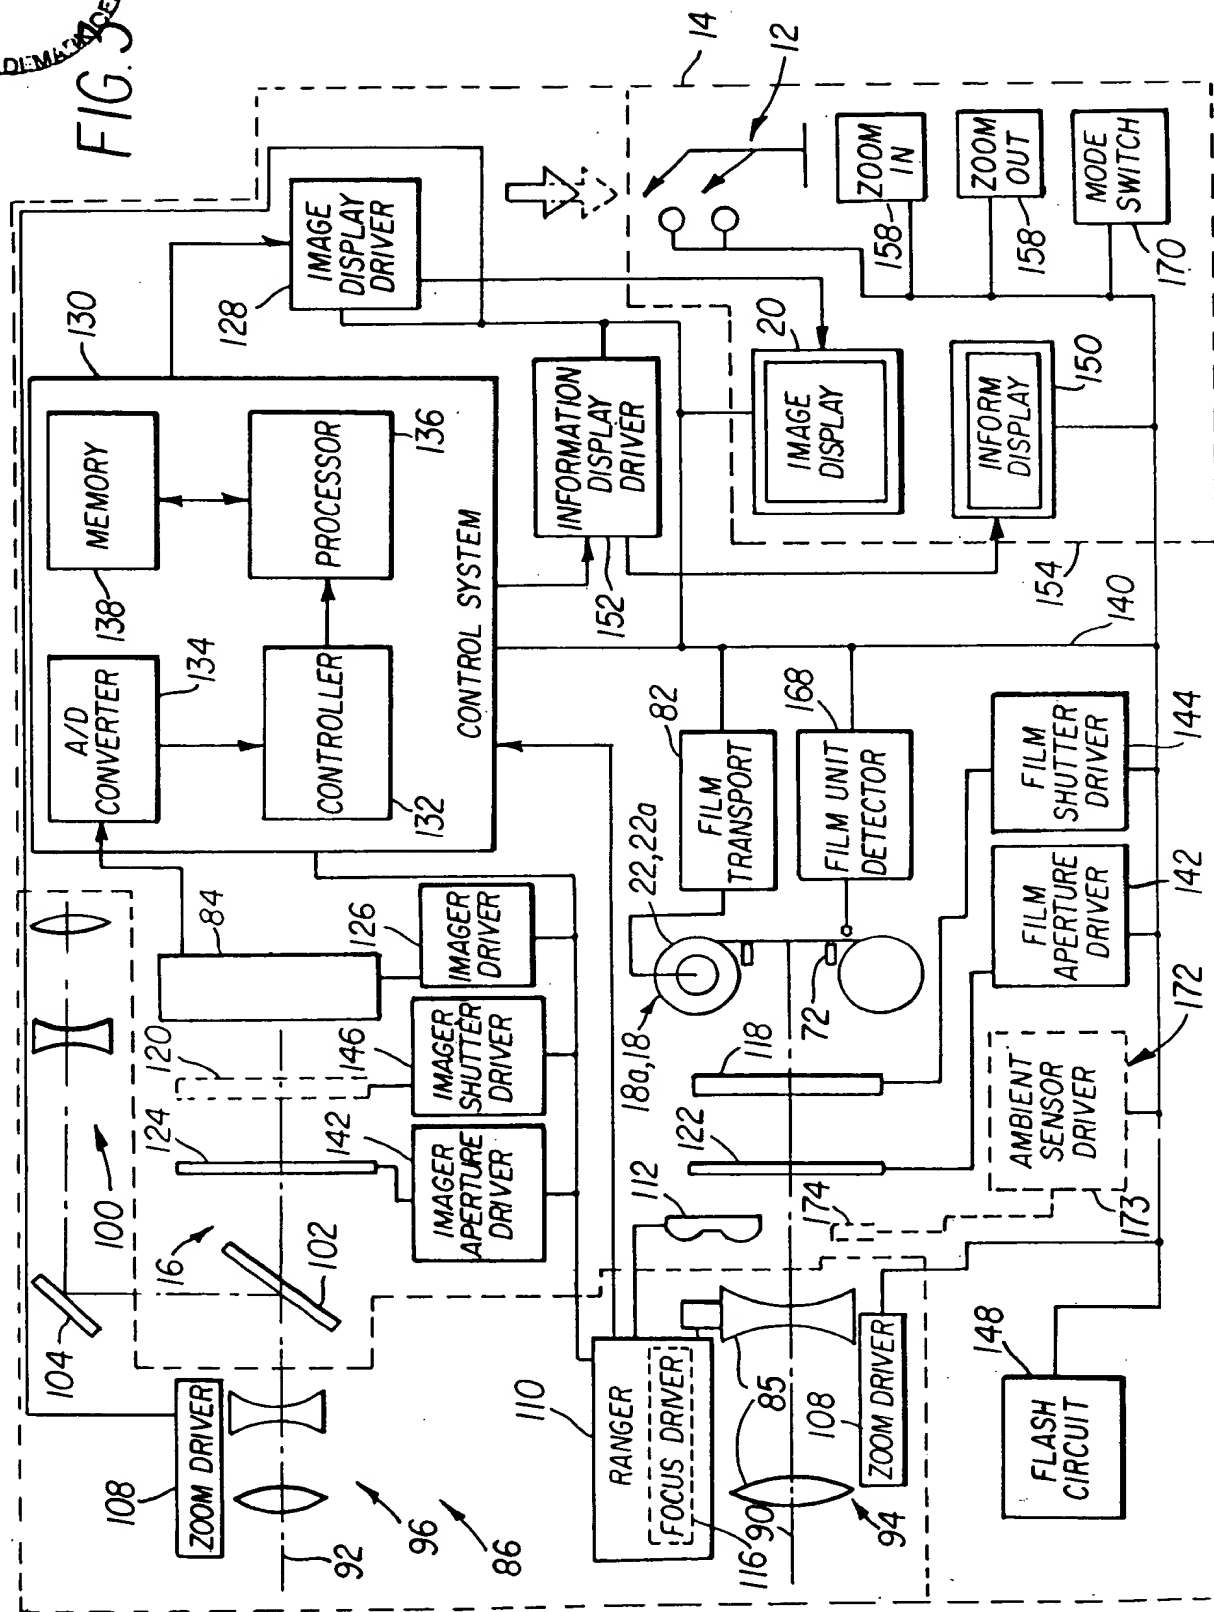 FIG. 5
14
12
130
128
IMAGE
DISPLAY
DRIVER
ZOOM
IN
158
ZOOM
OUT
158
MODE
SWITCH
170
MEMORY
138
PROCESSOR
136
A/D
CONVERTER
134
CONTROLLER
132
CONTROL SYSTEM
INFORMATION
DISPLAY
DRIVER
152
20
IMAGE
DISPLAY
INFORM
DISPLAY
150
154
140
84
126
IMAGER
DRIVER
120
146
IMAGER
SHUTTER
DRIVER
124
142
IMAGER
APERTURE
DRIVER
100
16
102
104
82
FILM
TRANSPORT
168
FILM UNIT
DETECTOR
22,22a
18a,18
72
118
122
112
174
FILM
SHUTTER
DRIVER
144
FILM
APERTURE
DRIVER
142
172
AMBIENT
SENSOR
DRIVER
173
108
ZOOM DRIVER
92
96
86
110
RANGER
FOCUS DRIVER
116
90
85
108
ZOOM DRIVER
94
148
FLASH
CIRCUIT